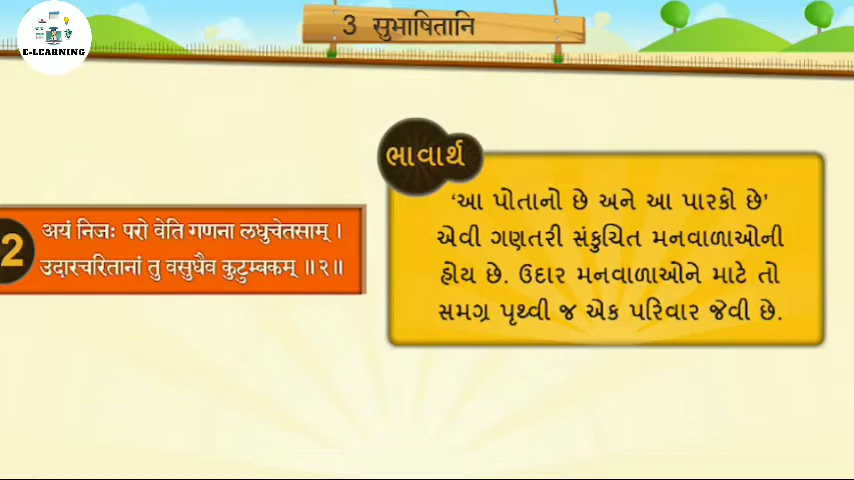 E-LEARNING
3 सुभाषितानि
ભાવાર્થ
2
अयं निजः परो वेति गणना लघुचेतसाम् ।
उदारचरितानां तु वसुधैव कुटुम्बकम् ॥२॥
‘આ પોતાનો છે અને આ પારકો છે’
એવી ગણતરી સંકુચિત મનવાળાઓની
હોય છે. ઉદાર મનવાળાઓને માટે તો
સમગ્ર પૃથ્વી જ એક પરિવાર જેવી છે.